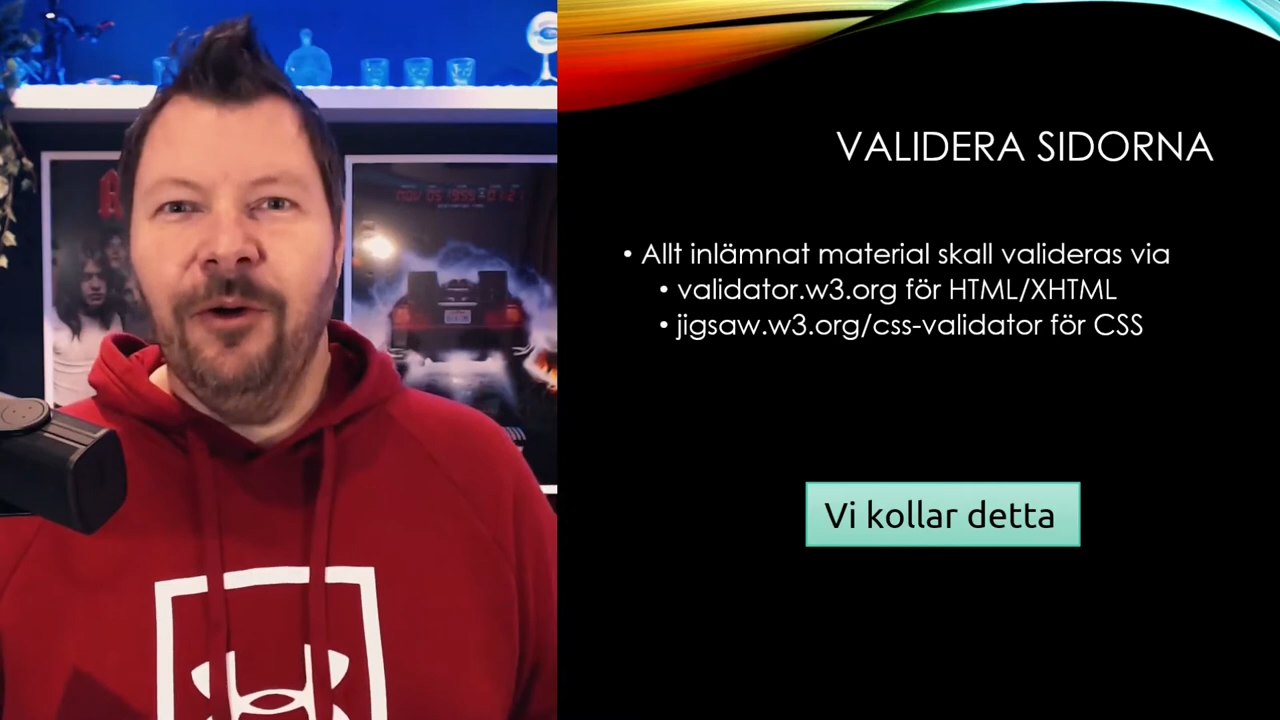 VALIDERA SIDORNA
• Allt inlämnat material skall valideras via
• validator.w3.org för HTML/XHTML
• jigsaw.w3.org/css-validator för CSS
Vi kollar detta